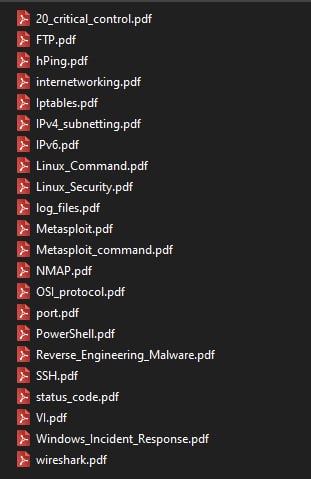 20_critical_control.pdf
FTP.pdf
hPing.pdf
internetworking.pdf
Iptables.pdf
IPv4_subnetting.pdf
IPv6.pdf
Linux_Command.pdf
Linux_Security.pdf
log_files.pdf
Metasploit.pdf
Metasploit_command.pdf
NMAP.pdf
OSI_protocol.pdf
port.pdf
PowerShell.pdf
Reverse_Engineering_Malware.pdf
SSH.pdf
status_code.pdf
VI.pdf
Windows_Incident_Response.pdf
wireshark.pdf